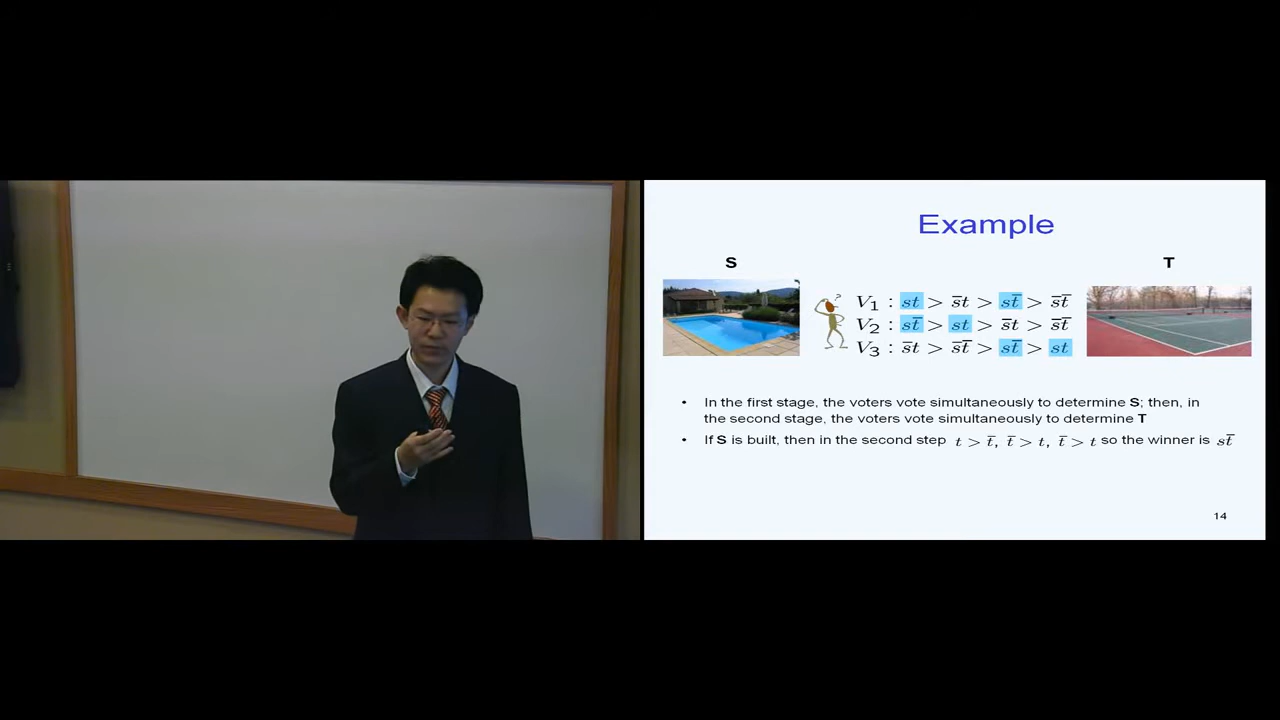 Example
S
T
?
V₁ : st > s̄t > st̄ > s̄t̄
V₂ : st̄ > st > s̄t > s̄t̄
V₃ : s̄t > s̄t̄ > st̄ > st
• In the first stage, the voters vote simultaneously to determine S; then, in
the second stage, the voters vote simultaneously to determine T
• If S is built, then in the second step t > t̄, t̄ > t, t̄ > t so the winner is st̄
14